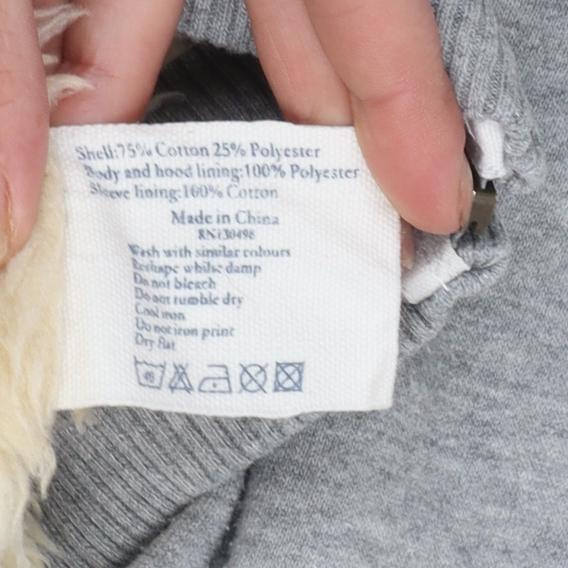 Shell:75% Cotton 25% Polyester
Body and hood lining:100% Polyester
Sleeve lining:100% Cotton
Made in China
Wash with similar colours
Reshape whilst damp
Do not bleach
Do not tumble dry
Cool iron
Do not iron print
Dry flat